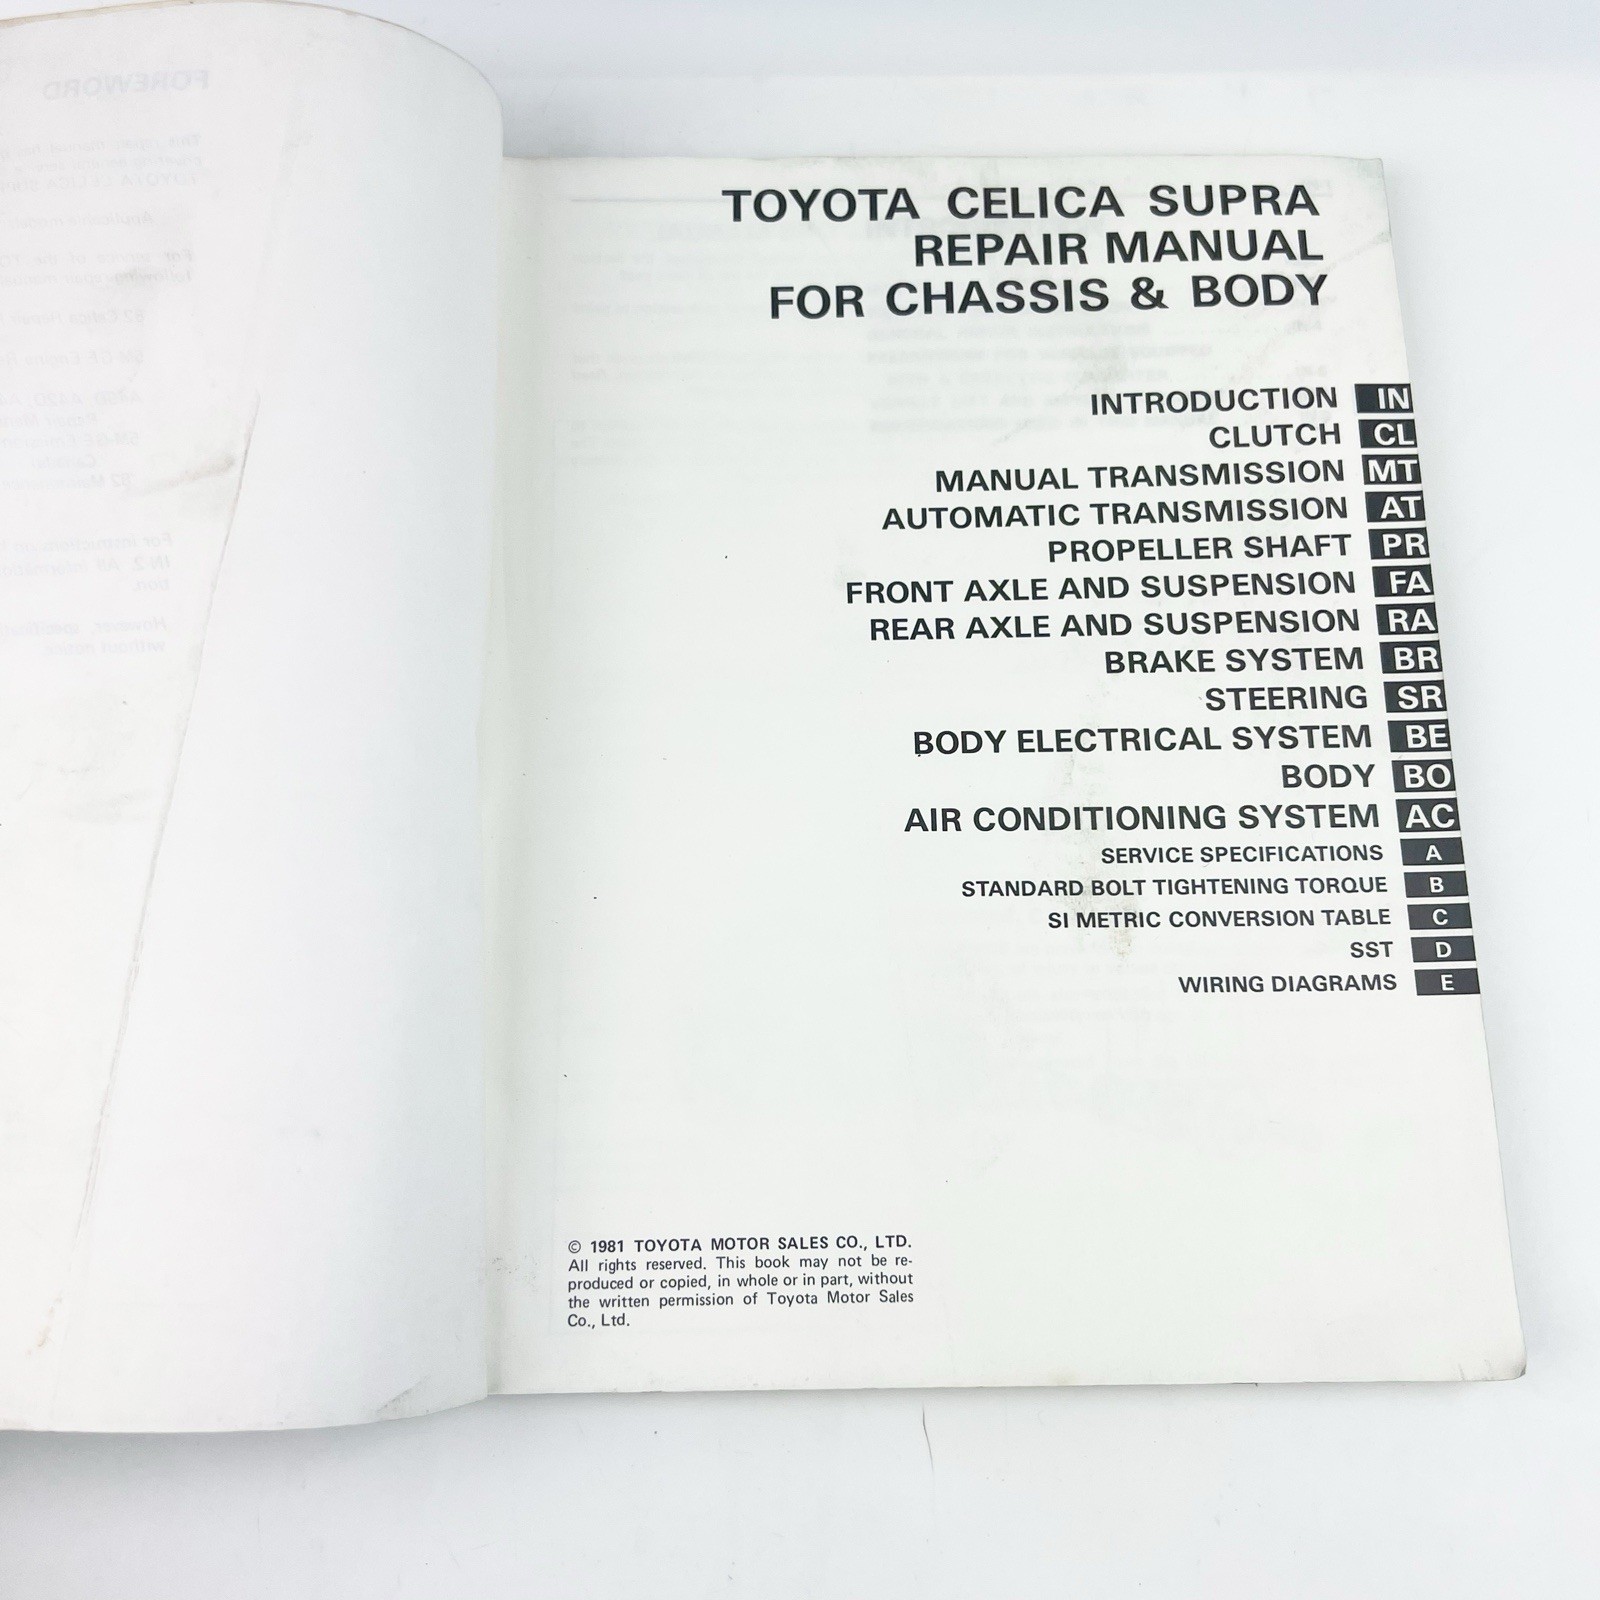 TOYOTA CELICA SUPRA
REPAIR MANUAL
FOR CHASSIS & BODY
INTRODUCTION IN
CLUTCH CL
MANUAL TRANSMISSION MT
AUTOMATIC TRANSMISSION AT
PROPELLER SHAFT PR
FRONT AXLE AND SUSPENSION FA
REAR AXLE AND SUSPENSION RA
BRAKE SYSTEM BR
STEERING SR
BODY ELECTRICAL SYSTEM BE
BODY BO
AIR CONDITIONING SYSTEM AC
SERVICE SPECIFICATIONS A
STANDARD BOLT TIGHTENING TORQUE B
SI METRIC CONVERSION TABLE C
SST D
WIRING DIAGRAMS E
© 1981 TOYOTA MOTOR SALES CO., LTD.
All rights reserved. This book may not be re-
produced or copied, in whole or in part, without
the written permission of Toyota Motor Sales
Co., Ltd.
FOREWORD